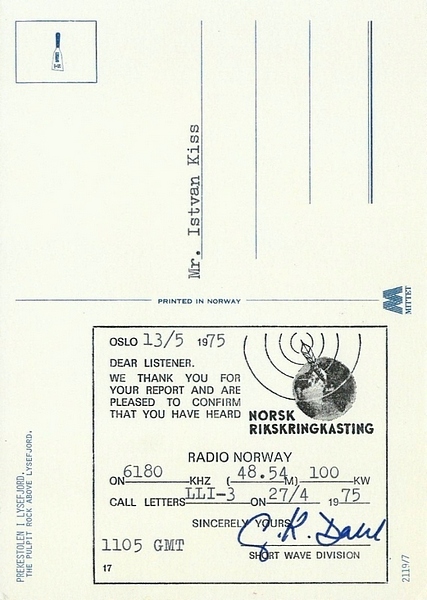 Mr. Istvan Kiss
PRINTED IN NORWAY
MITTET
OSLO 13/5 1975
DEAR LISTENER.
WE THANK YOU FOR
YOUR REPORT AND ARE
PLEASED TO CONFIRM
THAT YOU HAVE HEARD
NORSK
RIKSKRINGKASTING
RADIO NORWAY
ON 6180 KHZ (48.54 M) 100 KW
CALL LETTERS LLI-3 ON 27/4 1975
SINCERELY YOURS
G. K. Dahl
1105 GMT
SHORT WAVE DIVISION
17
PREKESTOLEN I LYSEFJORD.
THE PULPIT ROCK ABOVE LYSEFJORD.
2119/7